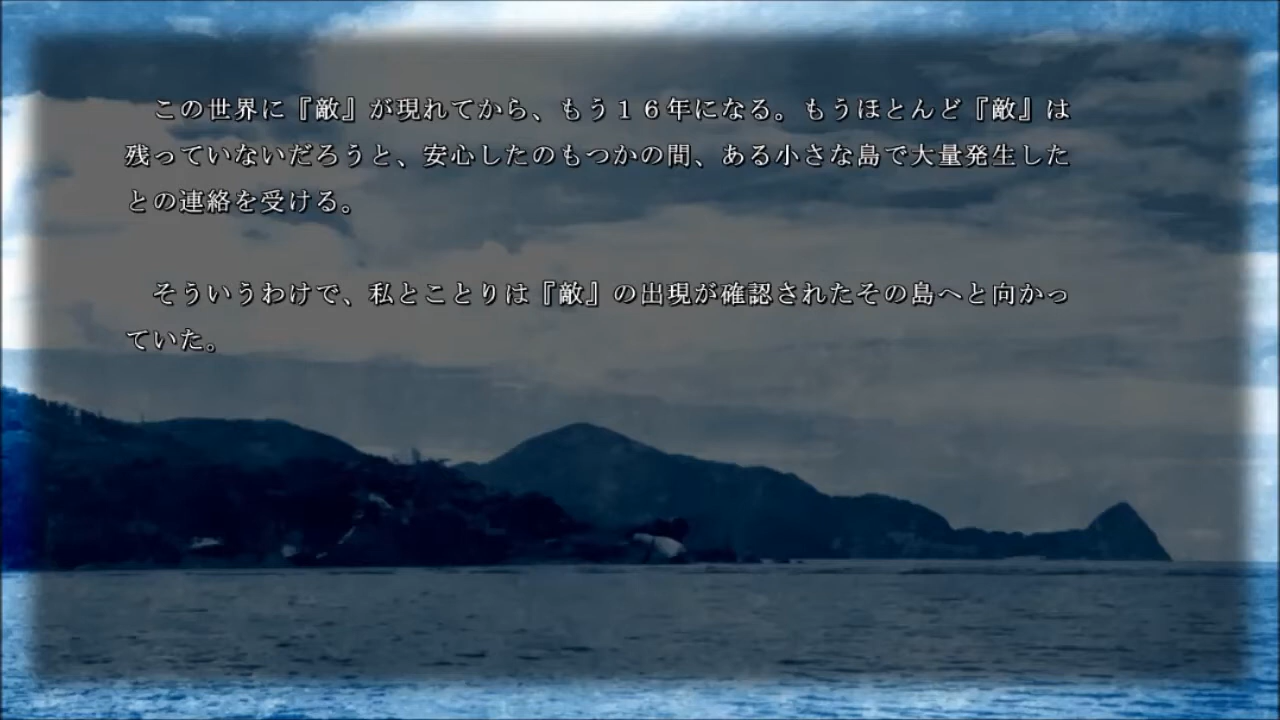 この世界に『敵』が現れてから、もう１６年になる。もうほとんど『敵』は
残っていないだろうと、安心したのもつかの間、ある小さな島で大量発生した
との連絡を受ける。
そういうわけで、私とことりは『敵』の出現が確認されたその島へと向かっ
ていた。